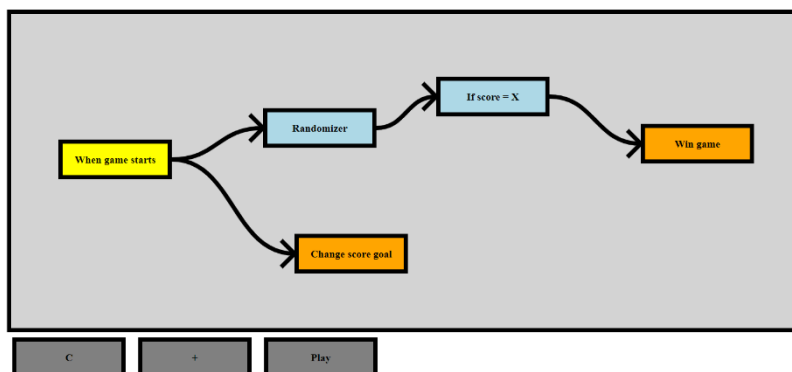 If score = X
Randomizer
Win game
When game starts
Change score goal
C
+
Play